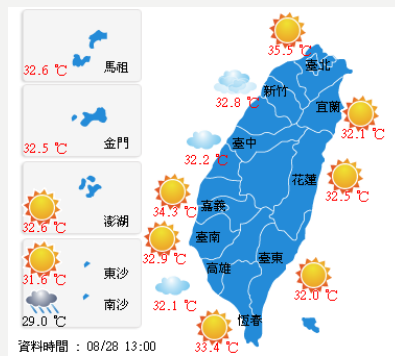 32.6 ℃
馬祖
32.5 ℃
金門
32.6 ℃
澎湖
31.6 ℃
東沙
29.0 ℃
南沙
資料時間 : 08/28 13:00
35.5 ℃
臺北
32.8 ℃
新竹
宜蘭
32.1 ℃
32.2 ℃
臺中
花蓮
32.5 ℃
34.3 ℃
嘉義
32.9 ℃
臺南
高雄
臺東
32.1 ℃
32.0 ℃
恆春
33.4 ℃